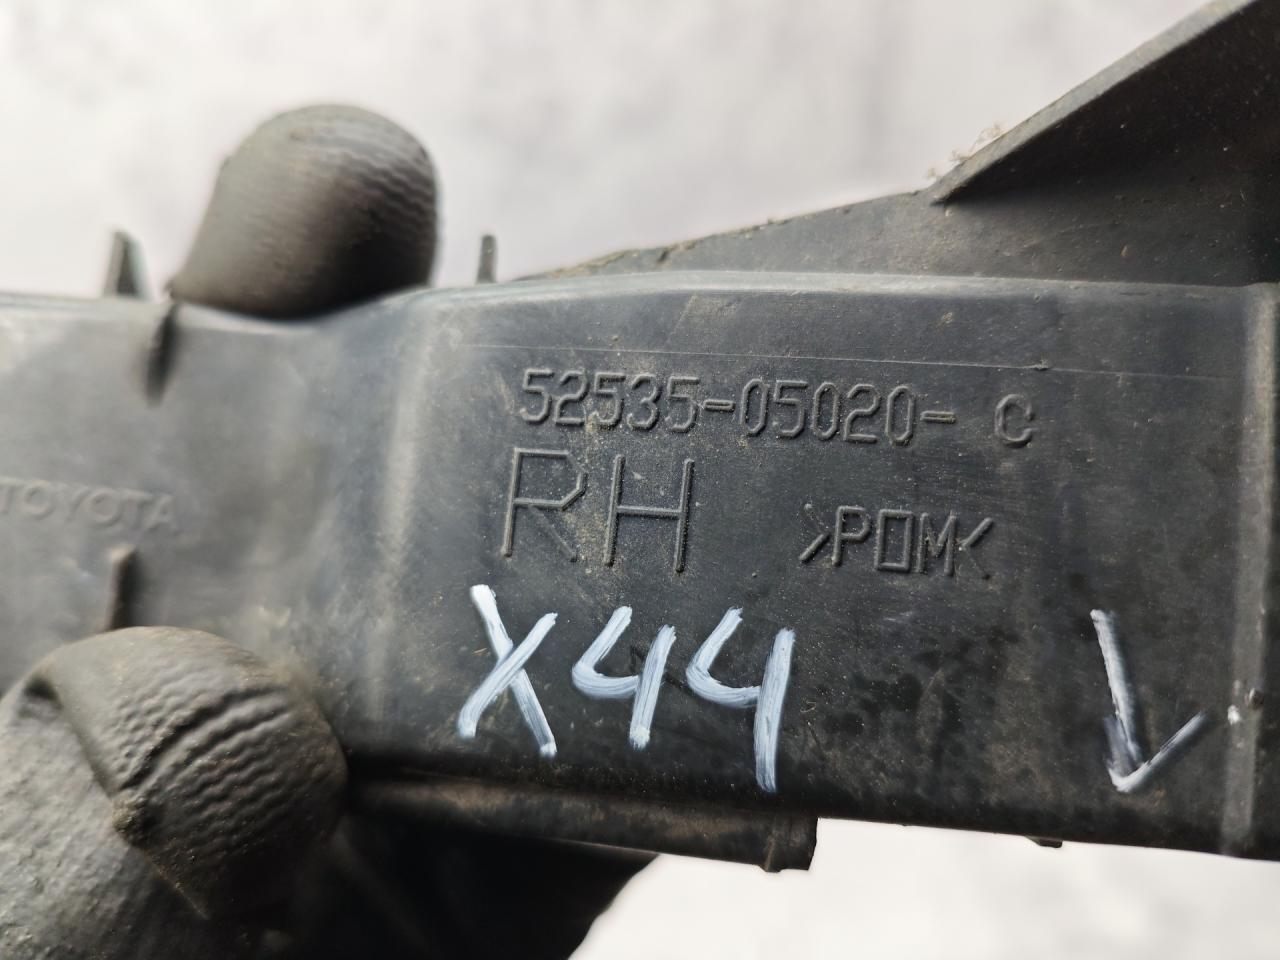 52535-05020- C
RH >POM<
TOYOTA
X44